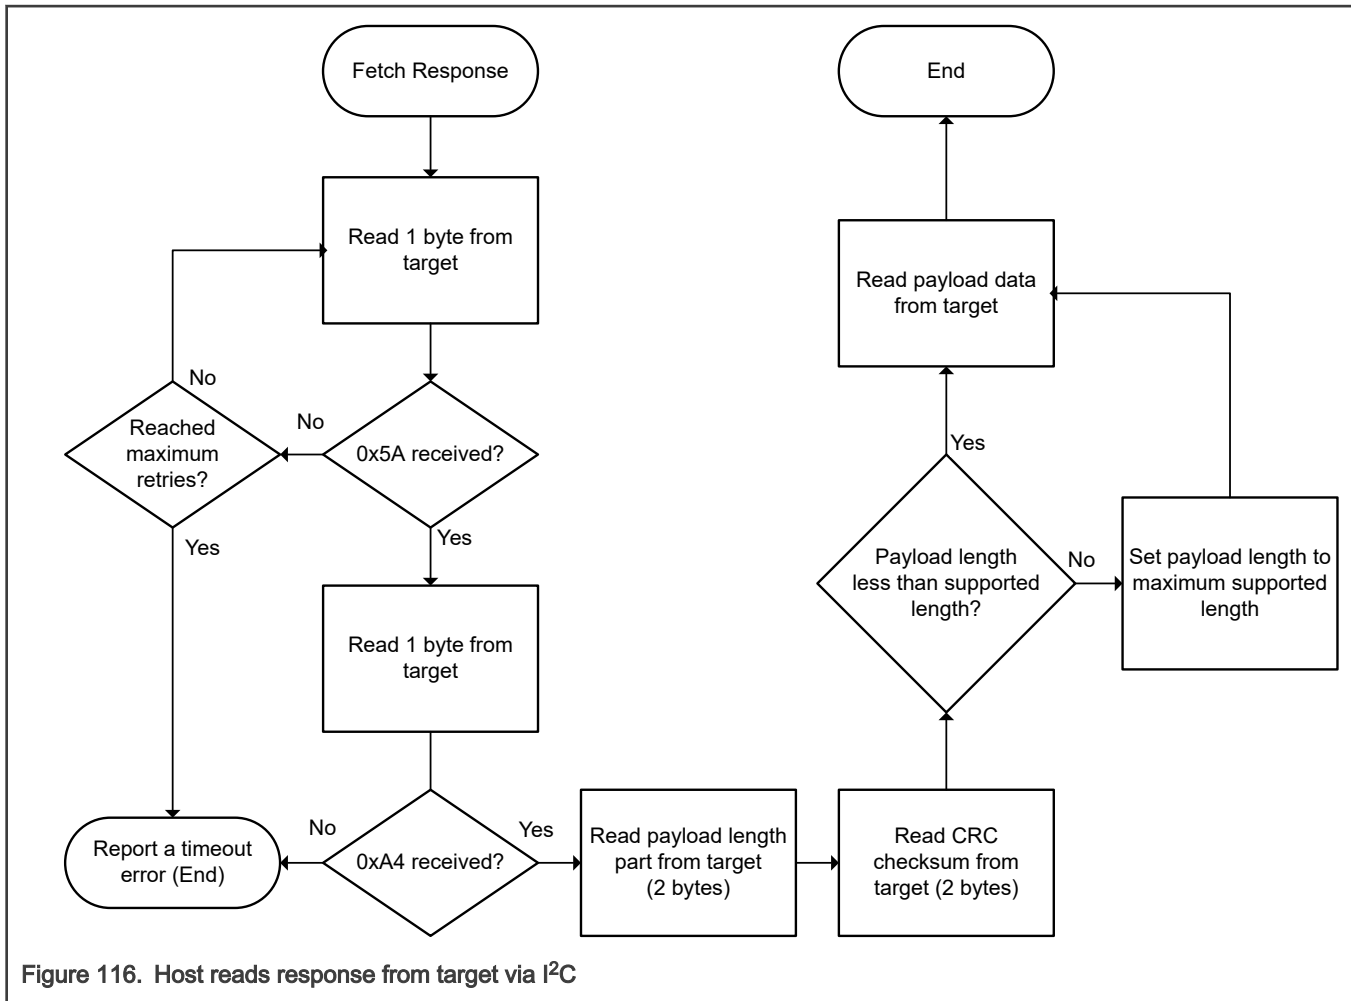 Fetch Response
Read 1 byte from
target
No
Reached
maximum
retries?
No
0x5A received?
Yes
Yes
Read 1 byte from
target
Report a timeout
error (End)
No
0xA4 received?
Yes
Read payload length
part from target
(2 bytes)
Read CRC
checksum from
target (2 bytes)
Payload length
less than supported
length?
No
Set payload length to
maximum supported
length
Yes
Read payload data
from target
End
Figure 116. Host reads response from target via I²C